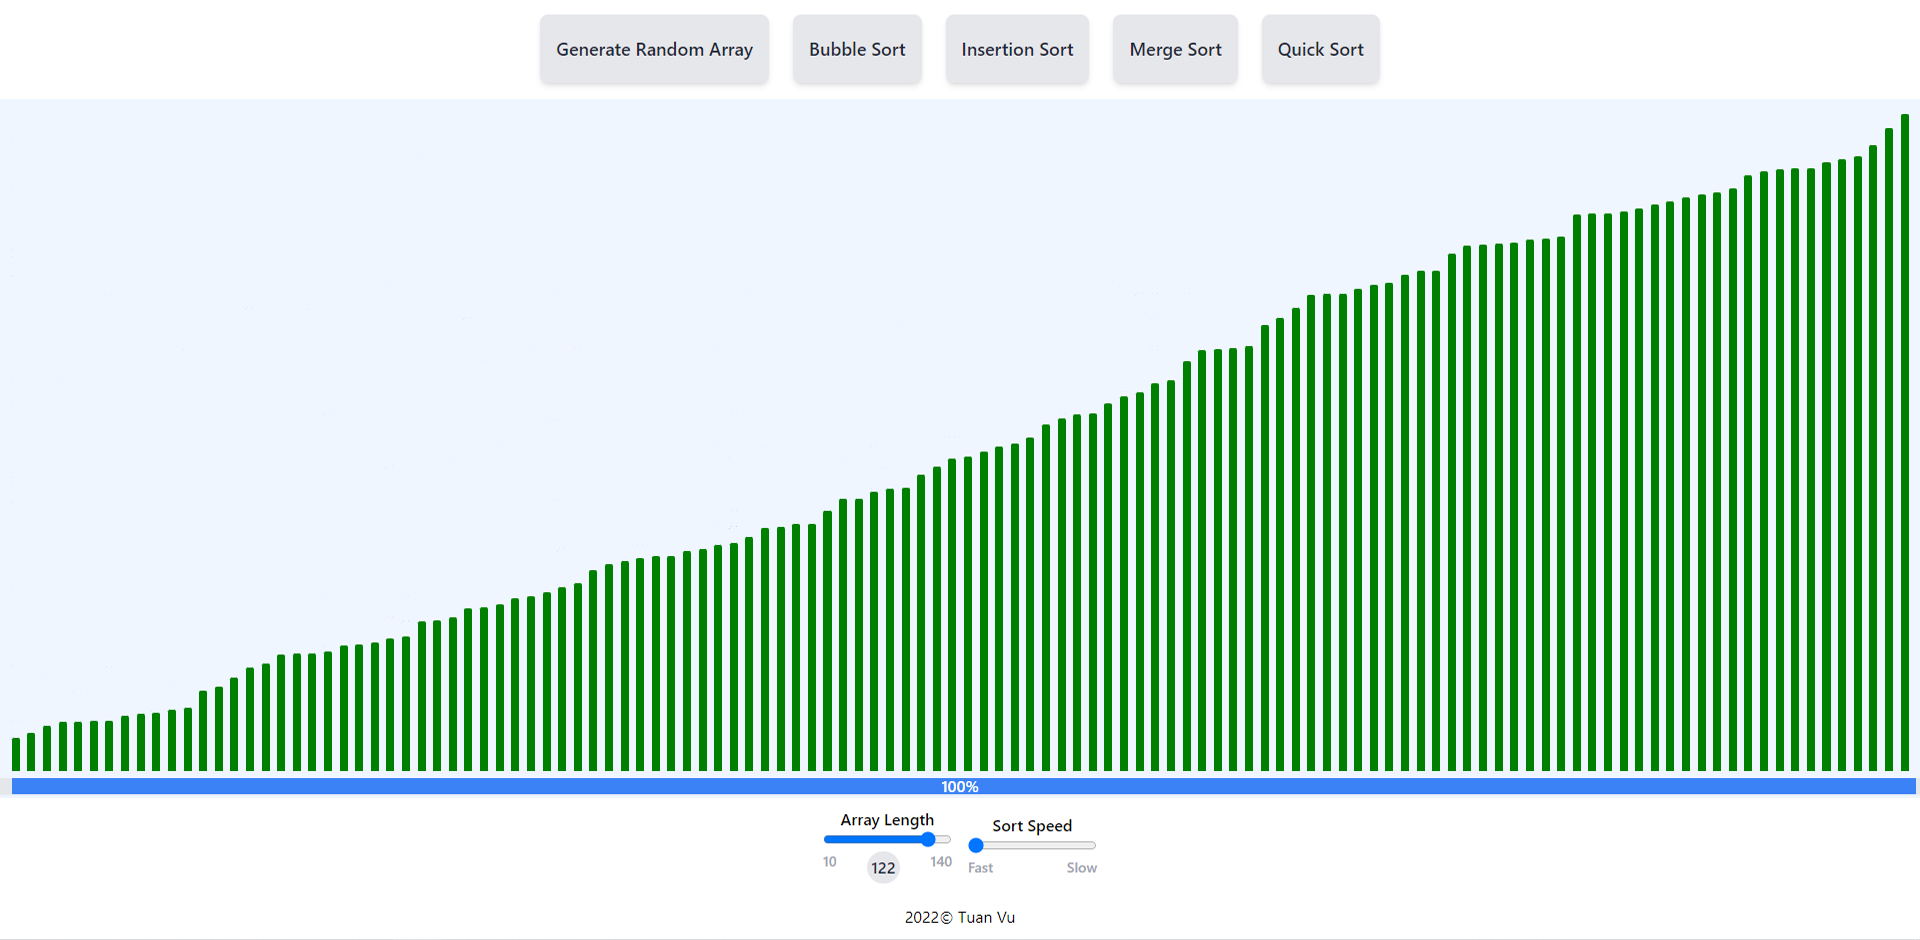 Generate Random Array
Bubble Sort
Insertion Sort
Merge Sort
Quick Sort
100%
Array Length
10
122
140
Sort Speed
Fast
Slow
2022© Tuan Vu